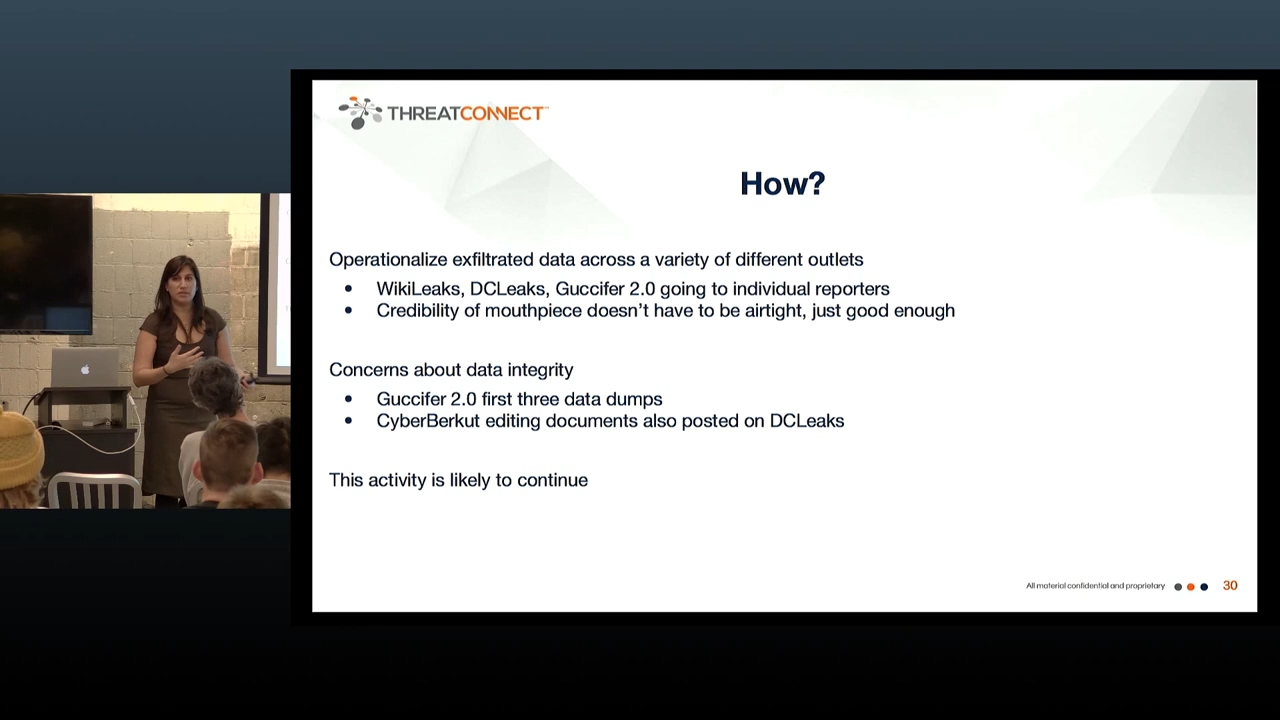 THREATCONNECT™
How?
Operationalize exfiltrated data across a variety of different outlets
• WikiLeaks, DCLeaks, Guccifer 2.0 going to individual reporters
• Credibility of mouthpiece doesn't have to be airtight, just good enough
Concerns about data integrity
• Guccifer 2.0 first three data dumps
• CyberBerkut editing documents also posted on DCLeaks
This activity is likely to continue
All material confidential and proprietary
30